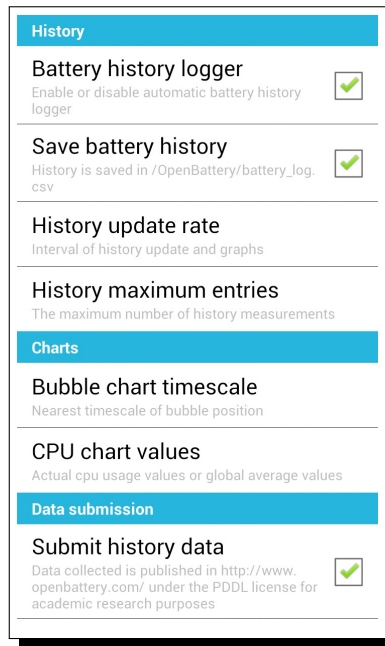 History
Battery history logger
Enable or disable automatic battery history
logger
Save battery history
History is saved in /OpenBattery/battery_log.
csv
History update rate
Interval of history update and graphs
History maximum entries
The maximum number of history measurements
Charts
Bubble chart timescale
Nearest timescale of bubble position
CPU chart values
Actual cpu usage values or global average values
Data submission
Submit history data
Data collected is published in http://www.
openbattery.com/ under the PDDL license for
academic research purposes